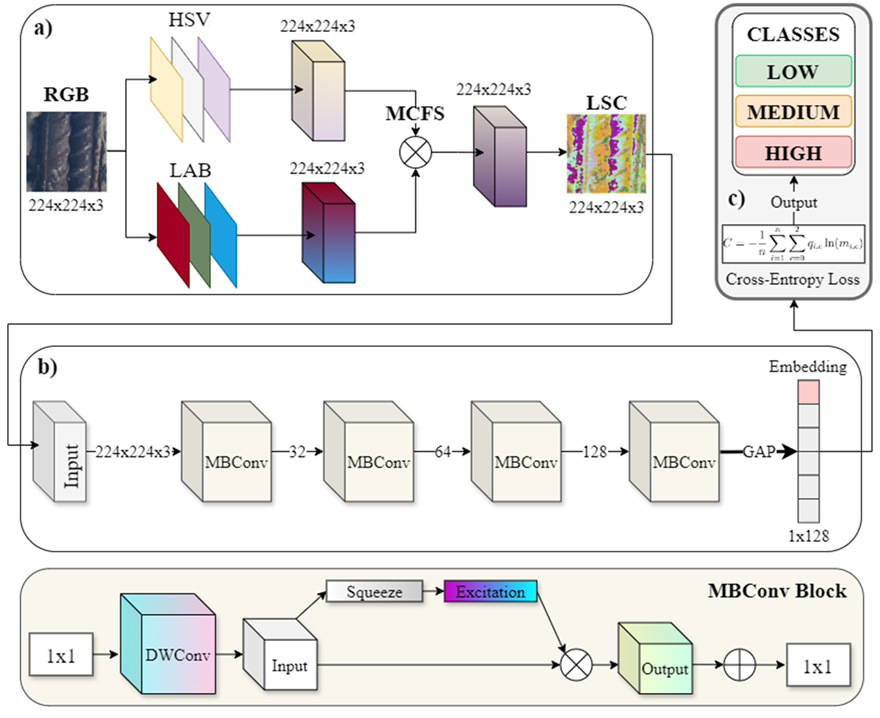 a)
HSV
224x224x3
RGB
224x224x3
LAB
224x224x3
MCFS
224x224x3
LSC
224x224x3
CLASSES
LOW
MEDIUM
HIGH
c)
Output
C = -\frac{1}{n} \sum_{i=1}^{n} \sum_{c=0}^{2} q_{i,c} \ln(m_{i,c})
Cross-Entropy Loss
b)
Input
224x224x3
MBConv
32
MBConv
64
MBConv
128
MBConv
GAP
Embedding
1x128
MBConv Block
1x1
DWConv
Input
Squeeze
Excitation
Output
1x1